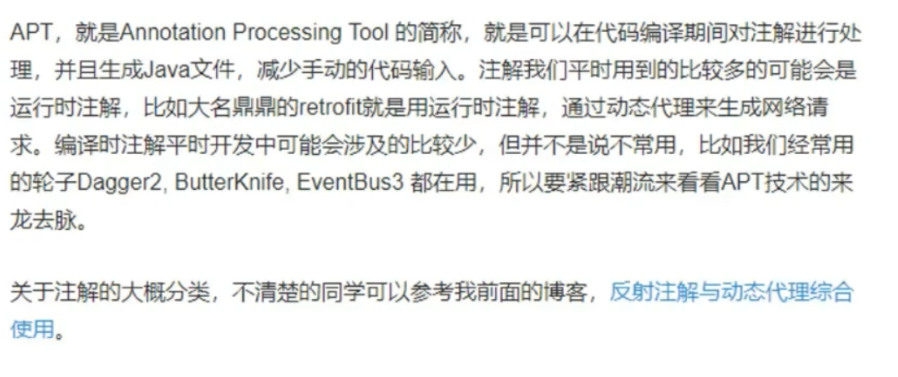 APT，就是Annotation Processing Tool 的简称，就是可以在代码编译期间对注解进行处
理，并且生成Java文件，减少手动的代码输入。注解我们平时用到的比较多的可能会是
运行时注解，比如大名鼎鼎的retrofit就是用运行时注解，通过动态代理来生成网络请
求。编译时注解平时开发中可能会涉及的比较少，但并不是说不常用，比如我们经常用
的轮子Dagger2, ButterKnife, EventBus3 都在用，所以要紧跟潮流来看看APT技术的来
龙去脉。
关于注解的大概分类，不清楚的同学可以参考我前面的博客，反射注解与动态代理综合
使用。